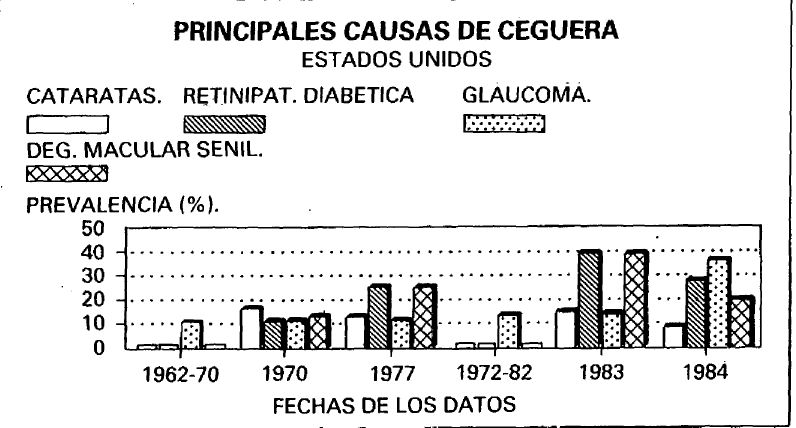 PRINCIPALES CAUSAS DE CEGUERA
ESTADOS UNIDOS
CATARATAS. RETINIPAT. DIABETICA GLAUCOMA.
DEG. MACULAR SENIL.
PREVALENCIA (%).
50
40
30
20
10
0
1962-70 1970 1977 1972-82 1983 1984
FECHAS DE LOS DATOS